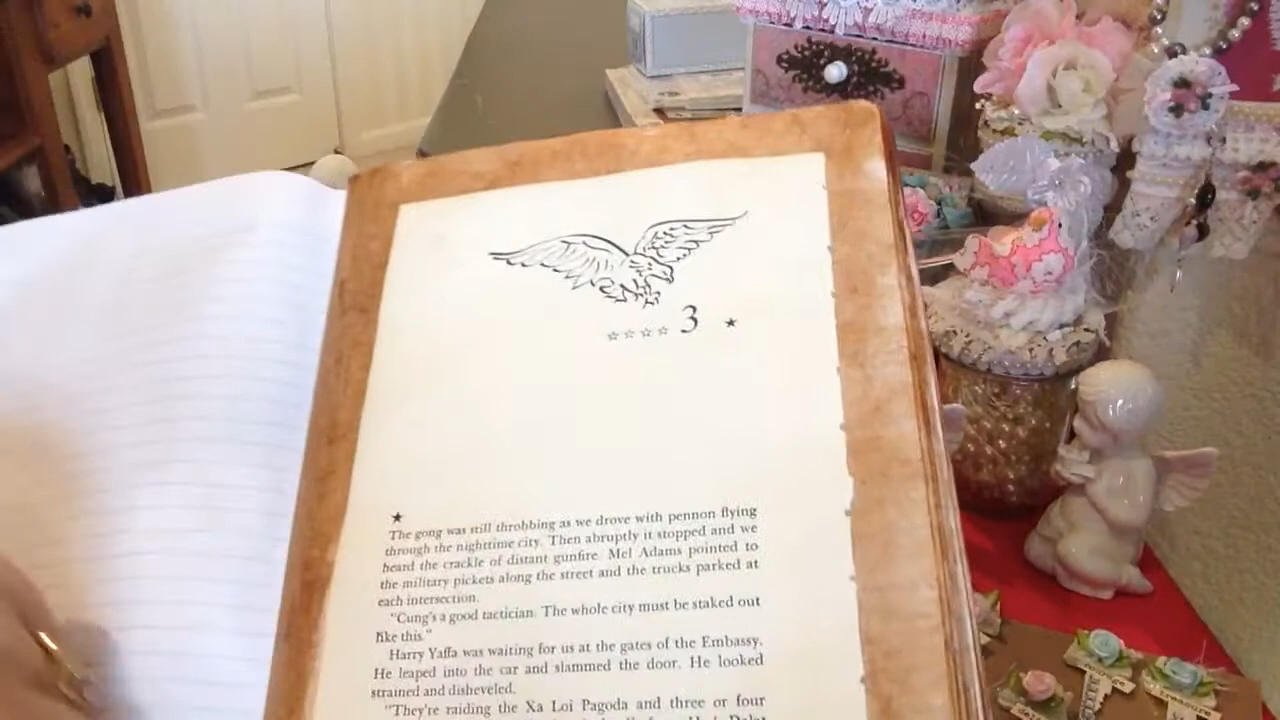 ☆☆☆☆ 3 ★
★
The gong was still throbbing as we drove with pennon flying
through the nighttime city. Then abruptly it stopped and we
heard the crackle of distant gunfire. Mel Adams pointed to
the military pickets along the street and the trucks parked at
each intersection.
"Cung's a good tactician. The whole city must be staked out
like this."
Harry Yaffa was waiting for us at the gates of the Embassy.
He leaped into the car and slammed the door. He looked
strained and disheveled.
"They're raiding the Xa Loi Pagoda and three or four